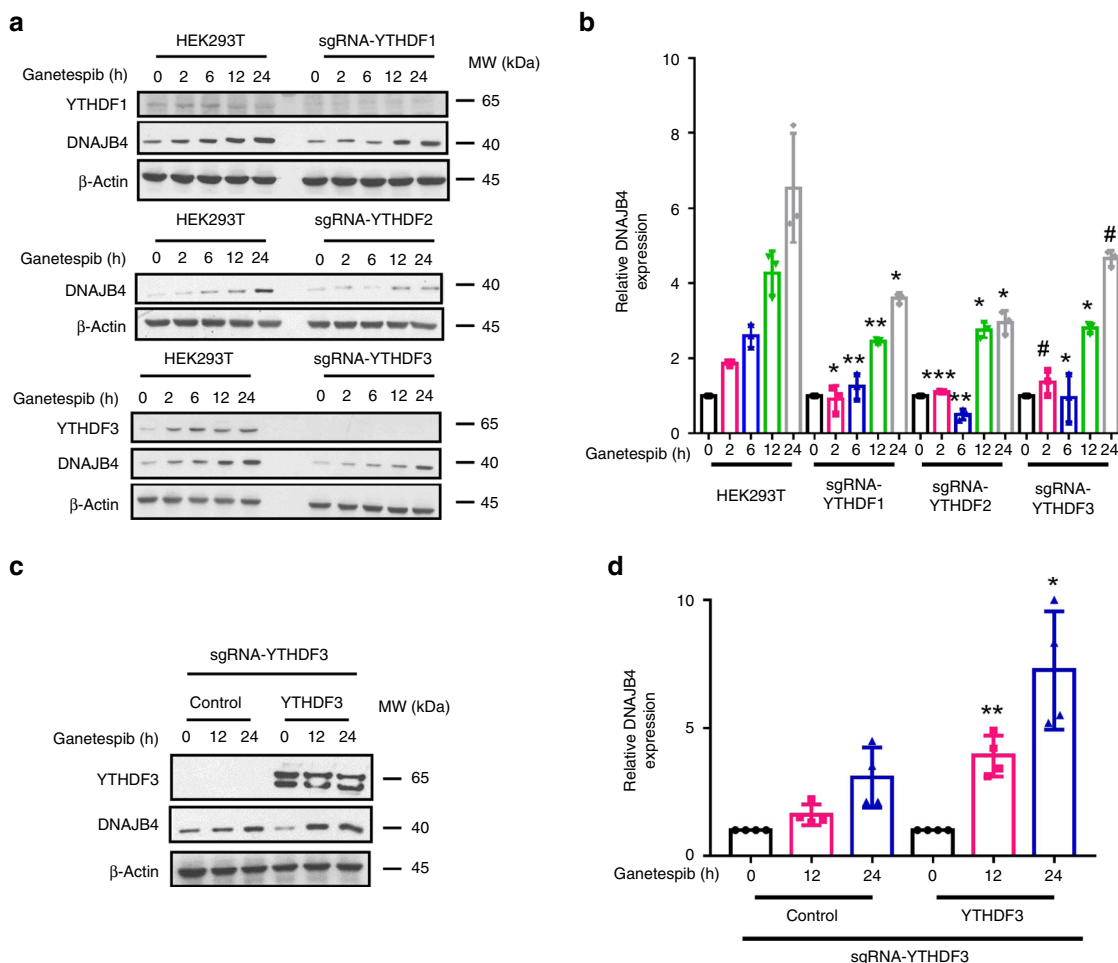 a
HEK293T sgRNA-YTHDF1
MW (kDa)
Ganetespib (h) 0 2 6 12 24 0 2 6 12 24
YTHDF1 65
DNAJB4 40
β-Actin 45
HEK293T sgRNA-YTHDF2
Ganetespib (h) 0 2 6 12 24 0 2 6 12 24
DNAJB4 40
β-Actin 45
HEK293T sgRNA-YTHDF3
Ganetespib (h) 0 2 6 12 24 0 2 6 12 24
YTHDF3 65
DNAJB4 40
β-Actin 45
b
Relative DNAJB4
expression
10
8
6
4
2
0
* ** ** * *** ** * * # * * #
Ganetespib (h) 0 2 6 12 24 0 2 6 12 24 0 2 6 12 24 0 2 6 12 24
HEK293T sgRNA-YTHDF1 sgRNA-YTHDF2 sgRNA-YTHDF3
c
sgRNA-YTHDF3
Control YTHDF3 MW (kDa)
Ganetespib (h) 0 12 24 0 12 24
YTHDF3 65
DNAJB4 40
β-Actin 45
d
Relative DNAJB4
expression
10
5
0
** *
Ganetespib (h) 0 12 24 0 12 24
Control YTHDF3
sgRNA-YTHDF3